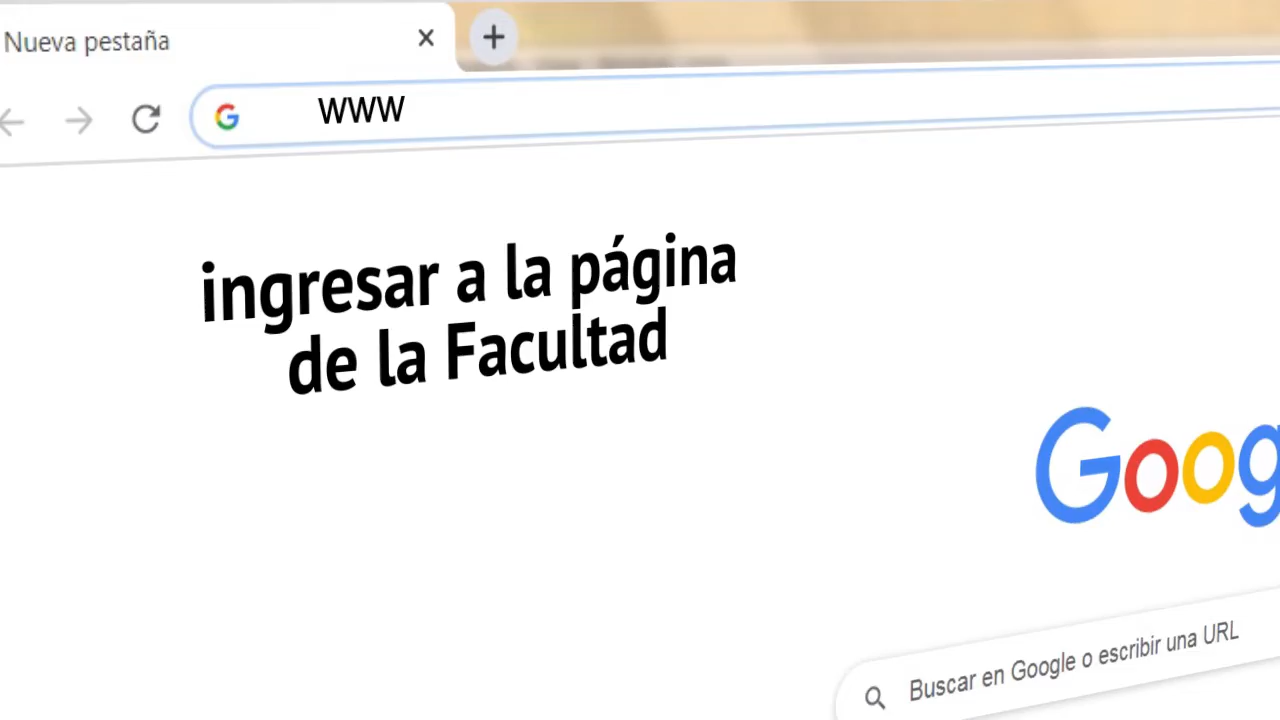 Nueva pestaña
www
ingresar a la página
de la Facultad
Goog
Buscar en Google o escribir una URL